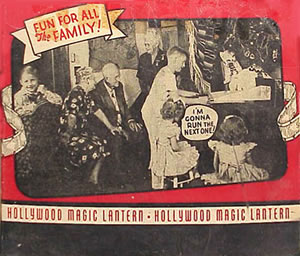 FUN FOR ALL
The FAMILY!
I'M
GONNA
RUN THE
NEXT ONE!
HOLLYWOOD MAGIC LANTERN • HOLLYWOOD MAGIC LANTERN